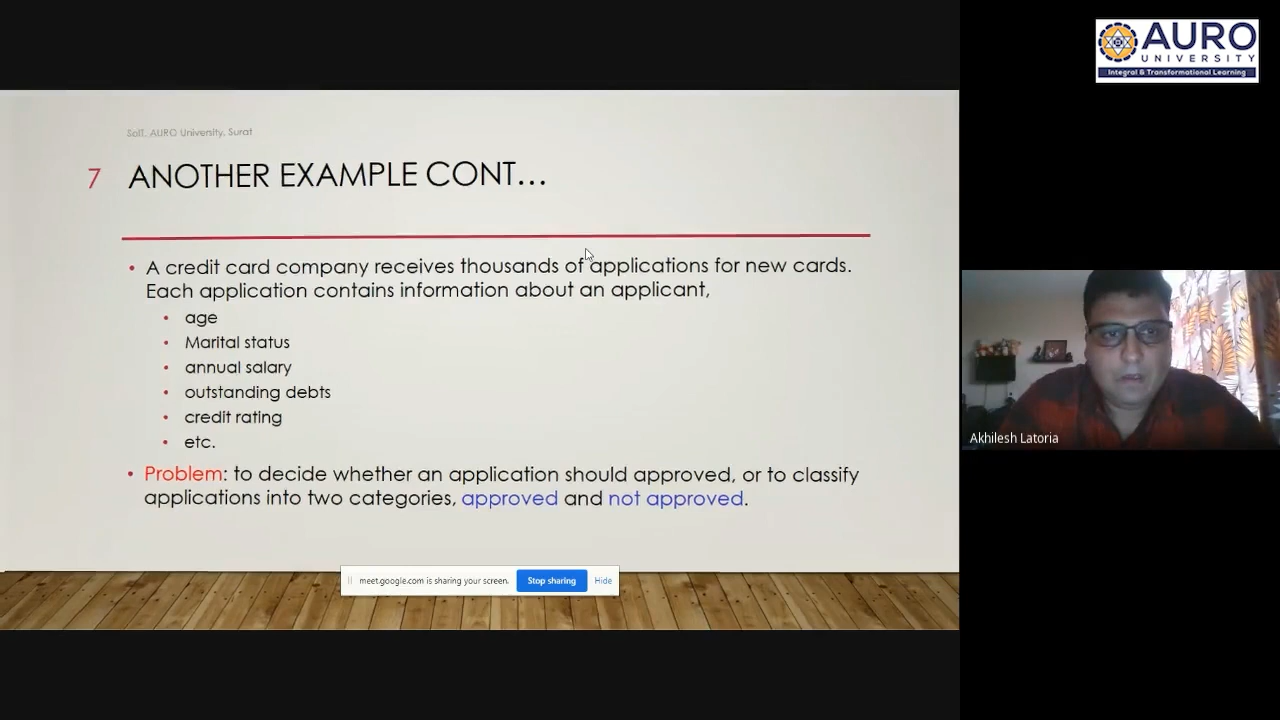 AURO
UNIVERSITY
Integral & Transformational Learning
SoIT, AURO University, Surat
7 ANOTHER EXAMPLE CONT...
• A credit card company receives thousands of applications for new cards.
Each application contains information about an applicant,
• age
• Marital status
• annual salary
• outstanding debts
• credit rating
• etc.
• Problem: to decide whether an application should approved, or to classify
applications into two categories, approved and not approved.
meet.google.com is sharing your screen. Stop sharing Hide
Akhilesh Latoria